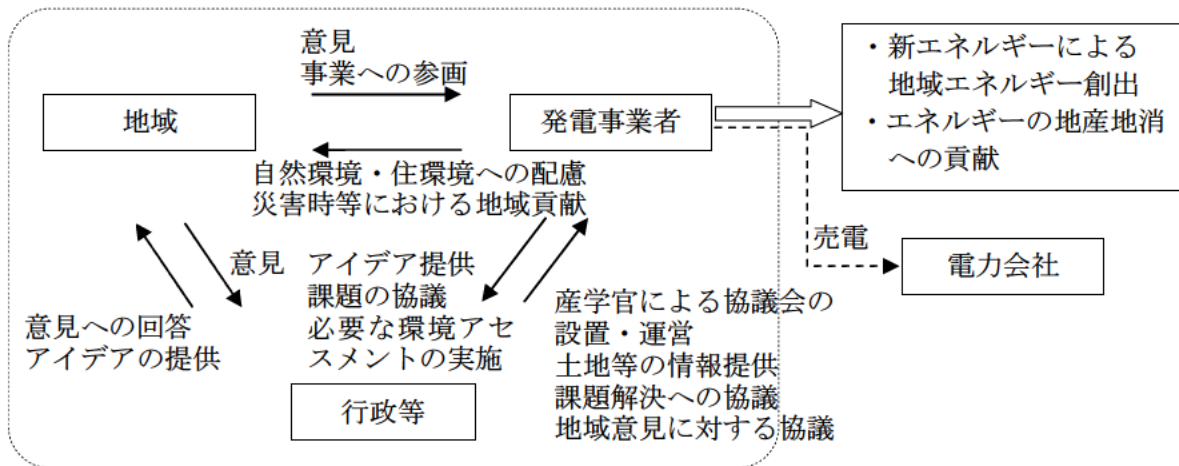 意見
事業への参画
地域
発電事業者
・新エネルギーによる
地域エネルギー創出
・エネルギーの地産地消
への貢献
自然環境・住環境への配慮
災害時等における地域貢献
売電
電力会社
意見
アイデア提供
課題の協議
必要な環境アセ
スメントの実施
意見への回答
アイデアの提供
産学官による協議会の
設置・運営
土地等の情報提供
課題解決への協議
地域意見に対する協議
行政等